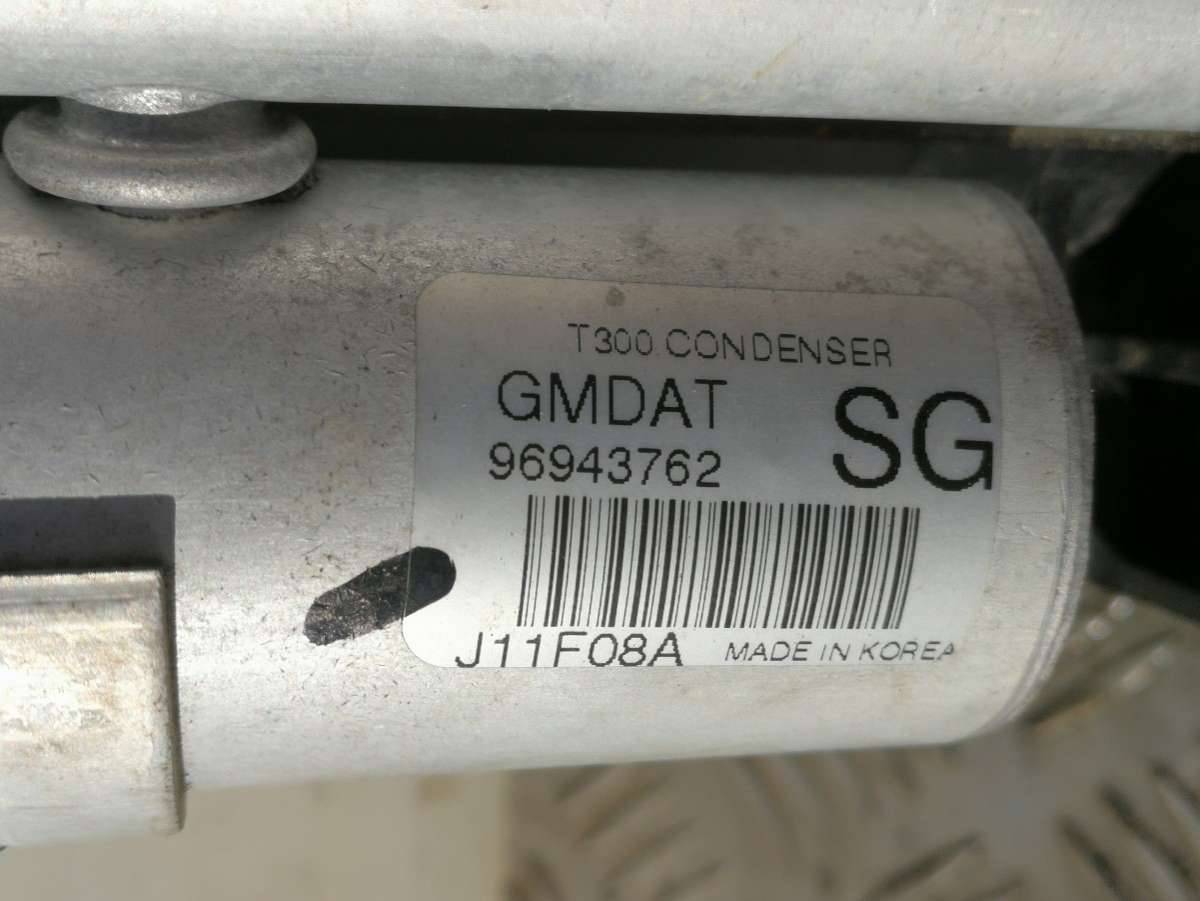 T300 CONDENSER
GMDAT
SG
96943762
J11F08A
MADE IN KOREA